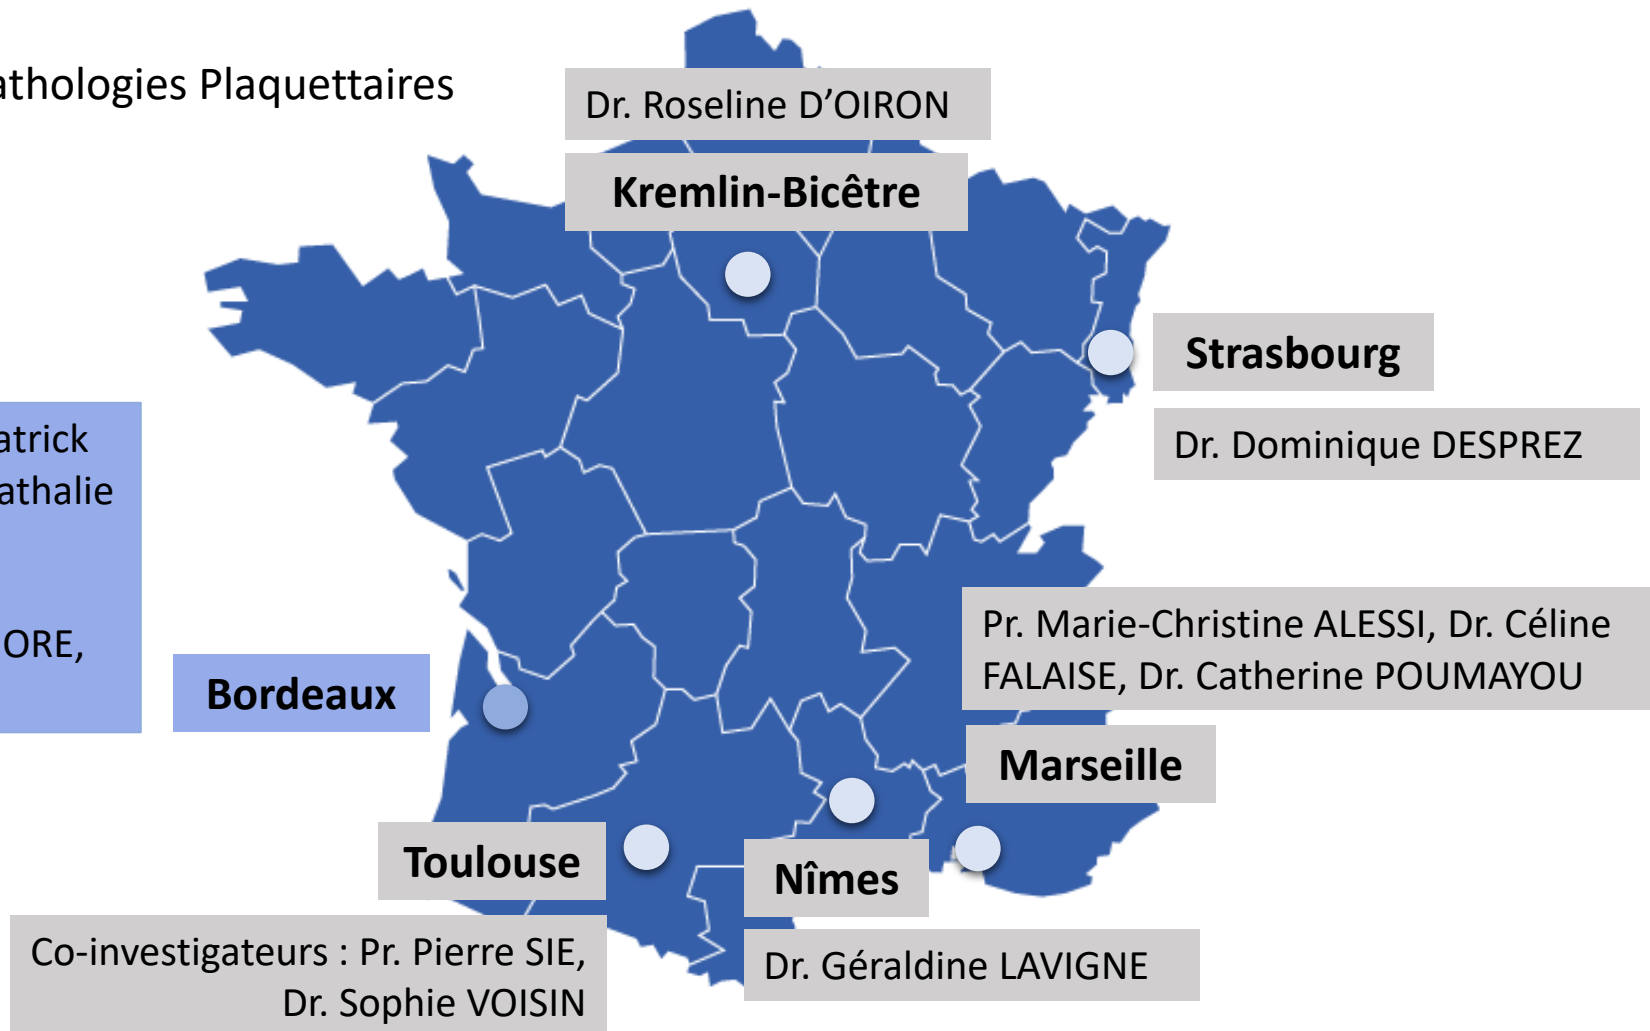 athologies Plaquettaires
Dr. Roseline D’OIRON
Kremlin-Bicêtre
Strasbourg
Dr. Dominique DESPREZ
atrick
athalie
ORE,
Bordeaux
Pr. Marie-Christine ALESSI, Dr. Céline
FALAISE, Dr. Catherine POUMAYOU
Marseille
Toulouse
Co-investigateurs : Pr. Pierre SIE,
Dr. Sophie VOISIN
Nîmes
Dr. Géraldine LAVIGNE